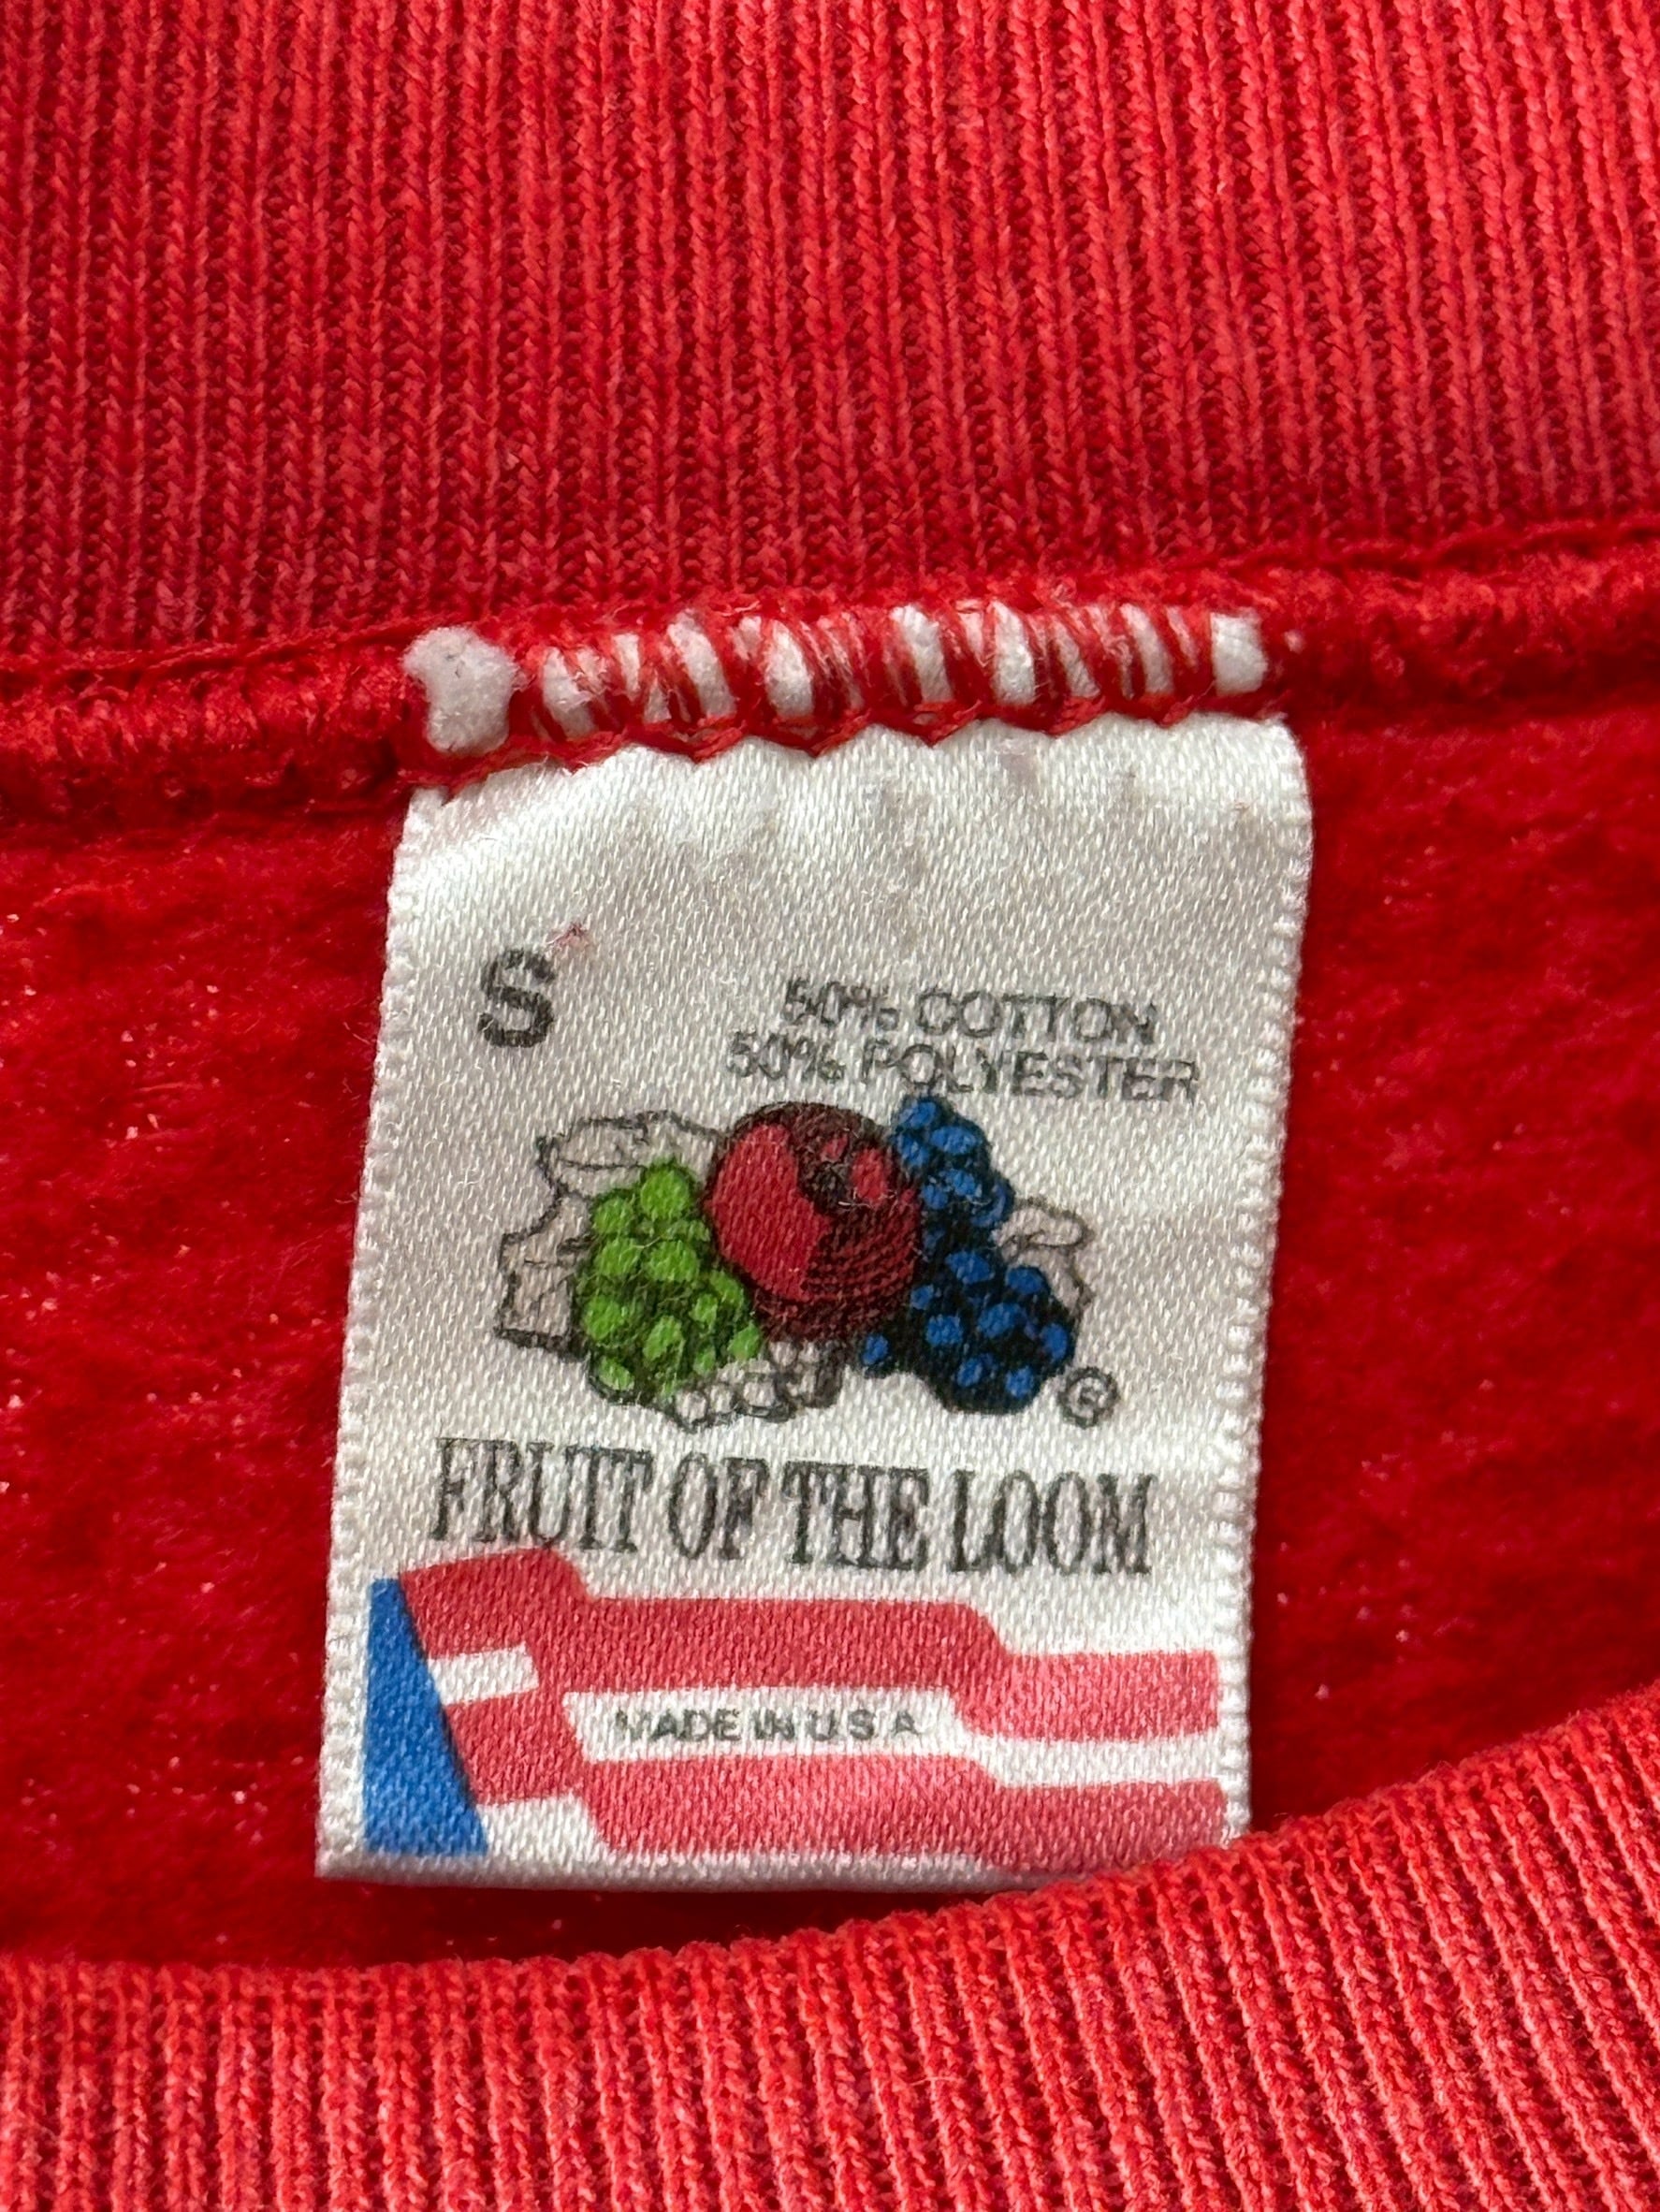 S
50% COTTON
50% POLYESTER
®
FRUIT OF THE LOOM
MADE IN U S A